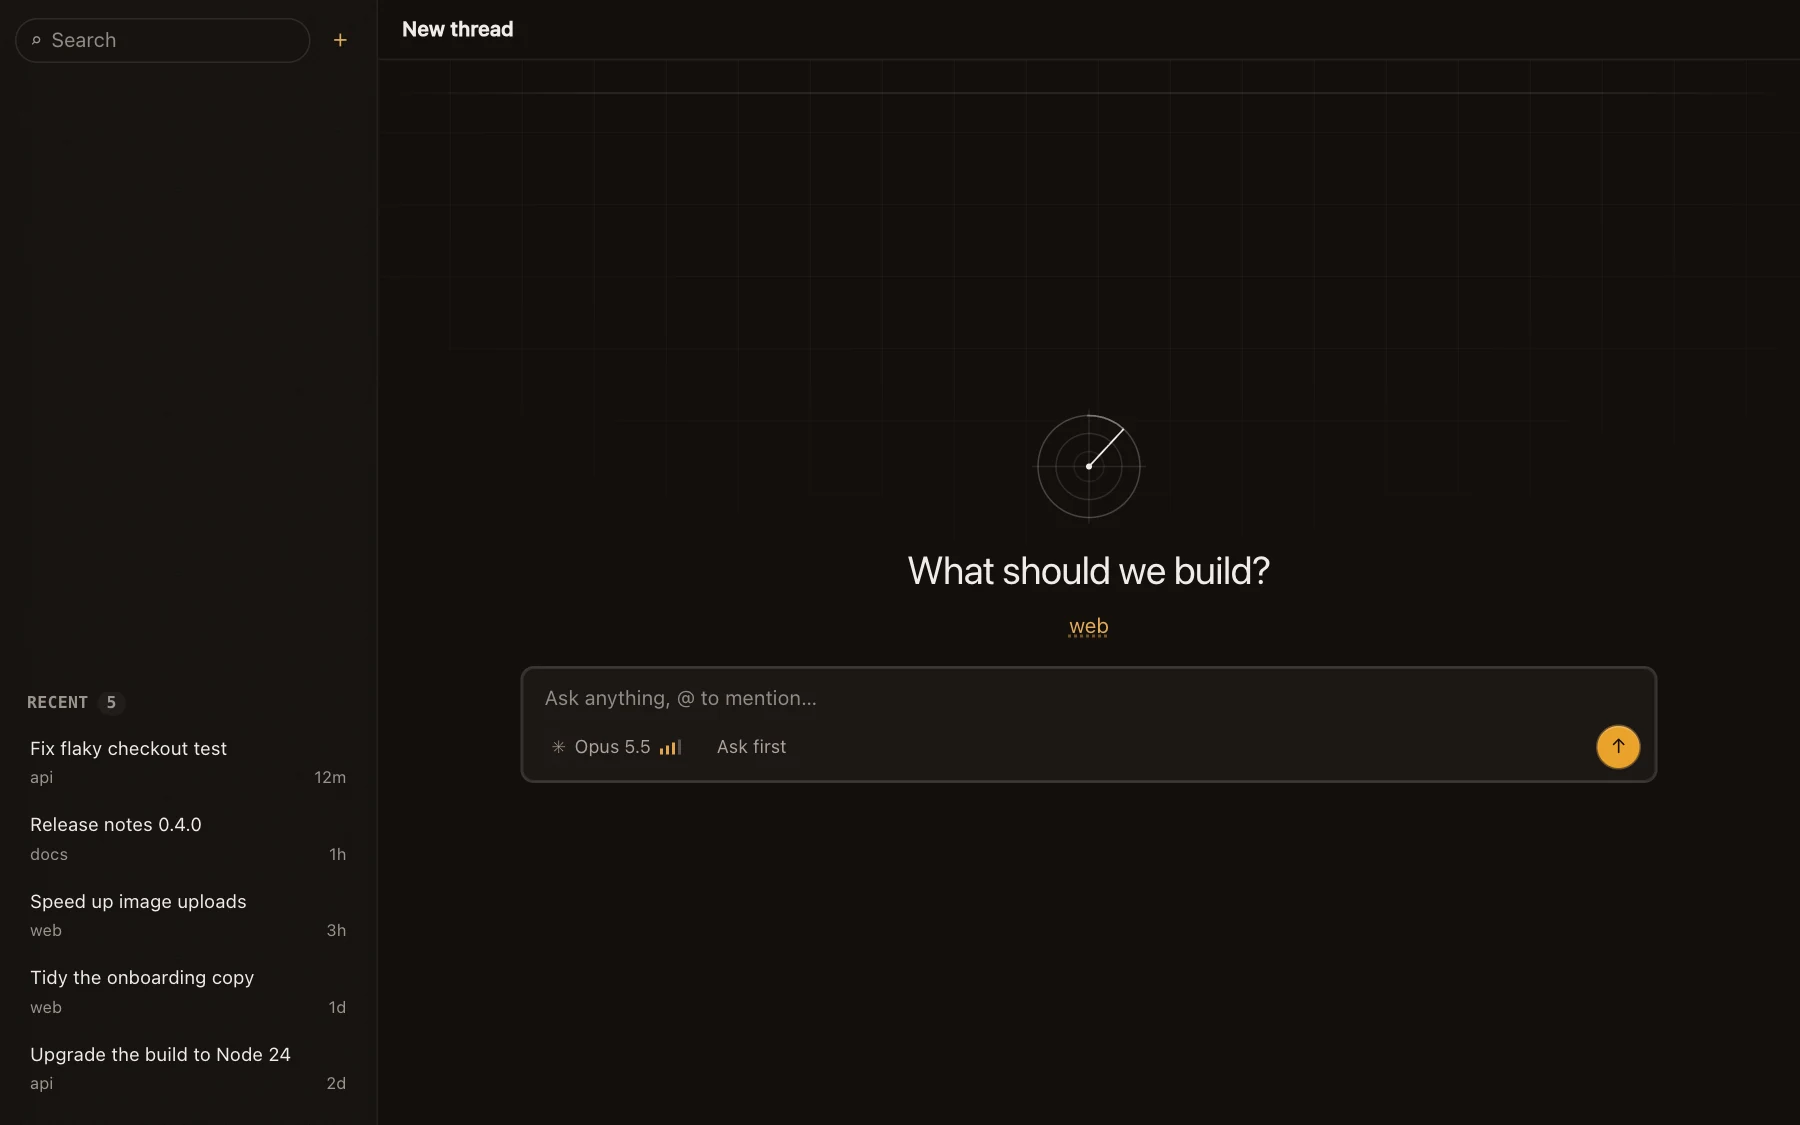 Search
+
New thread
What should we build?
web
Ask anything, @ to mention...
Opus 5.5
Ask first
RECENT 5
Fix flaky checkout test
api 12m
Release notes 0.4.0
docs 1h
Speed up image uploads
web 3h
Tidy the onboarding copy
web 1d
Upgrade the build to Node 24
api 2d